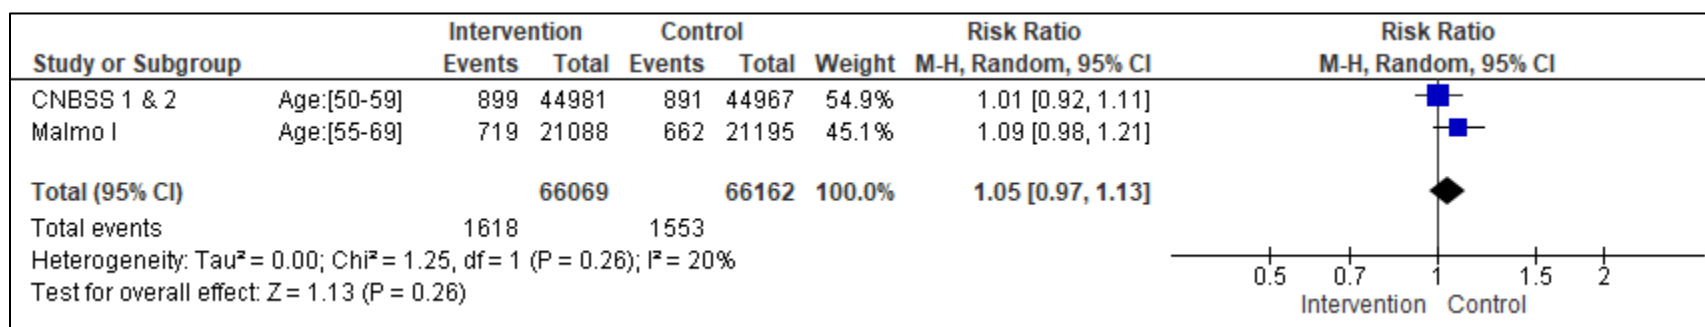 Intervention Control Risk Ratio Risk Ratio
Study or Subgroup Events Total Events Total Weight M-H, Random, 95% CI M-H, Random, 95% CI
CNBSS 1 & 2 Age:[50-59] 899 44981 891 44967 54.9% 1.01 [0.92, 1.11]
Malmo I Age:[55-69] 719 21088 662 21195 45.1% 1.09 [0.98, 1.21]
Total (95% CI) 66069 66162 100.0% 1.05 [0.97, 1.13]
Total events 1618 1553
Heterogeneity: Tau² = 0.00; Chi² = 1.25, df = 1 (P = 0.26); I² = 20%
Test for overall effect: Z = 1.13 (P = 0.26)
0.5 0.7 1 1.5 2
Intervention Control